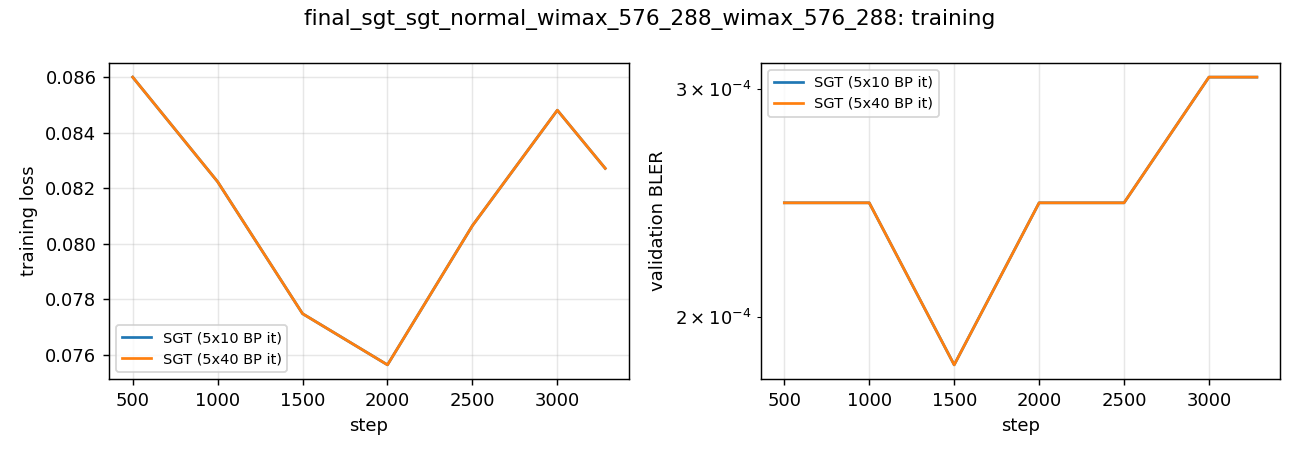 final_sgt_sgt_normal_wimax_576_288_wimax_576_288: training
training loss
0.086
0.084
0.082
0.080
0.078
0.076
SGT (5x10 BP it)
SGT (5x40 BP it)
500 1000 1500 2000 2500 3000
step
validation BLER
3 × 10⁻⁴
2 × 10⁻⁴
SGT (5x10 BP it)
SGT (5x40 BP it)
500 1000 1500 2000 2500 3000
step